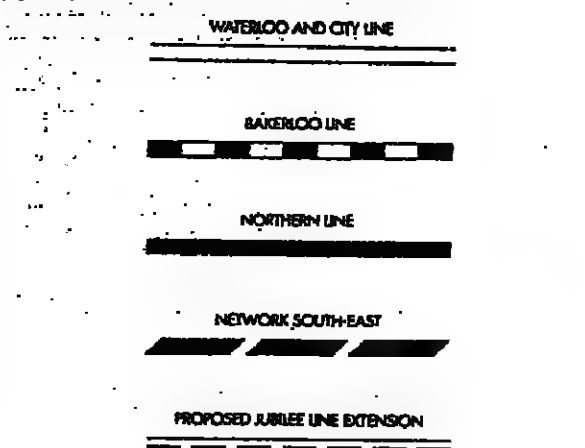 WATERLOO AND CITY LINE
BAKERLOO LINE
NORTHERN LINE
NETWORK SOUTH-EAST
PROPOSED JUBILEE LINE EXTENSION